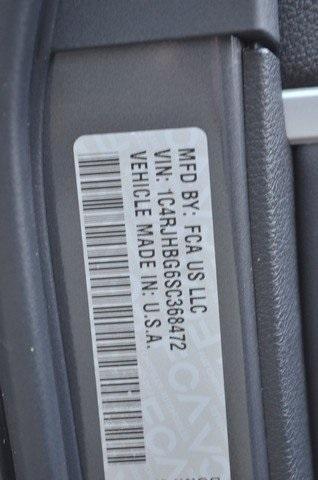 MFD BY: FCA US LLC
VIN: 1C4RJHBG6SC368472
VEHICLE MADE IN: U.S.A.